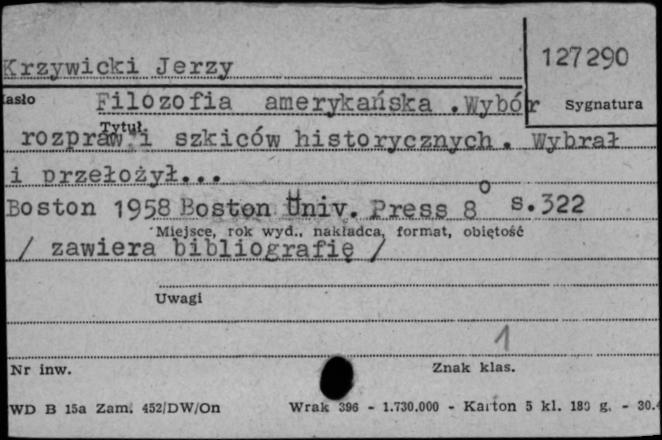 Krzywicki Jerzy
127290
asło Filozofia amerykańska .Wybór
Sygnatura
Tytuł
rozpraw i szkiców historycznych. Wybrał
i przełożył...
Boston 1958 Boston Univ. Press 8° s.322
Miejsce, rok wyd., nakładca, format, objętość
/ zawiera bibliografię /
Uwagi
1
Nr inw.
Znak klas.
WD B 15a Zam. 452/DW/On Wrak 396 - 1.730.000 - Karton 5 kl. 180 g. - 30.